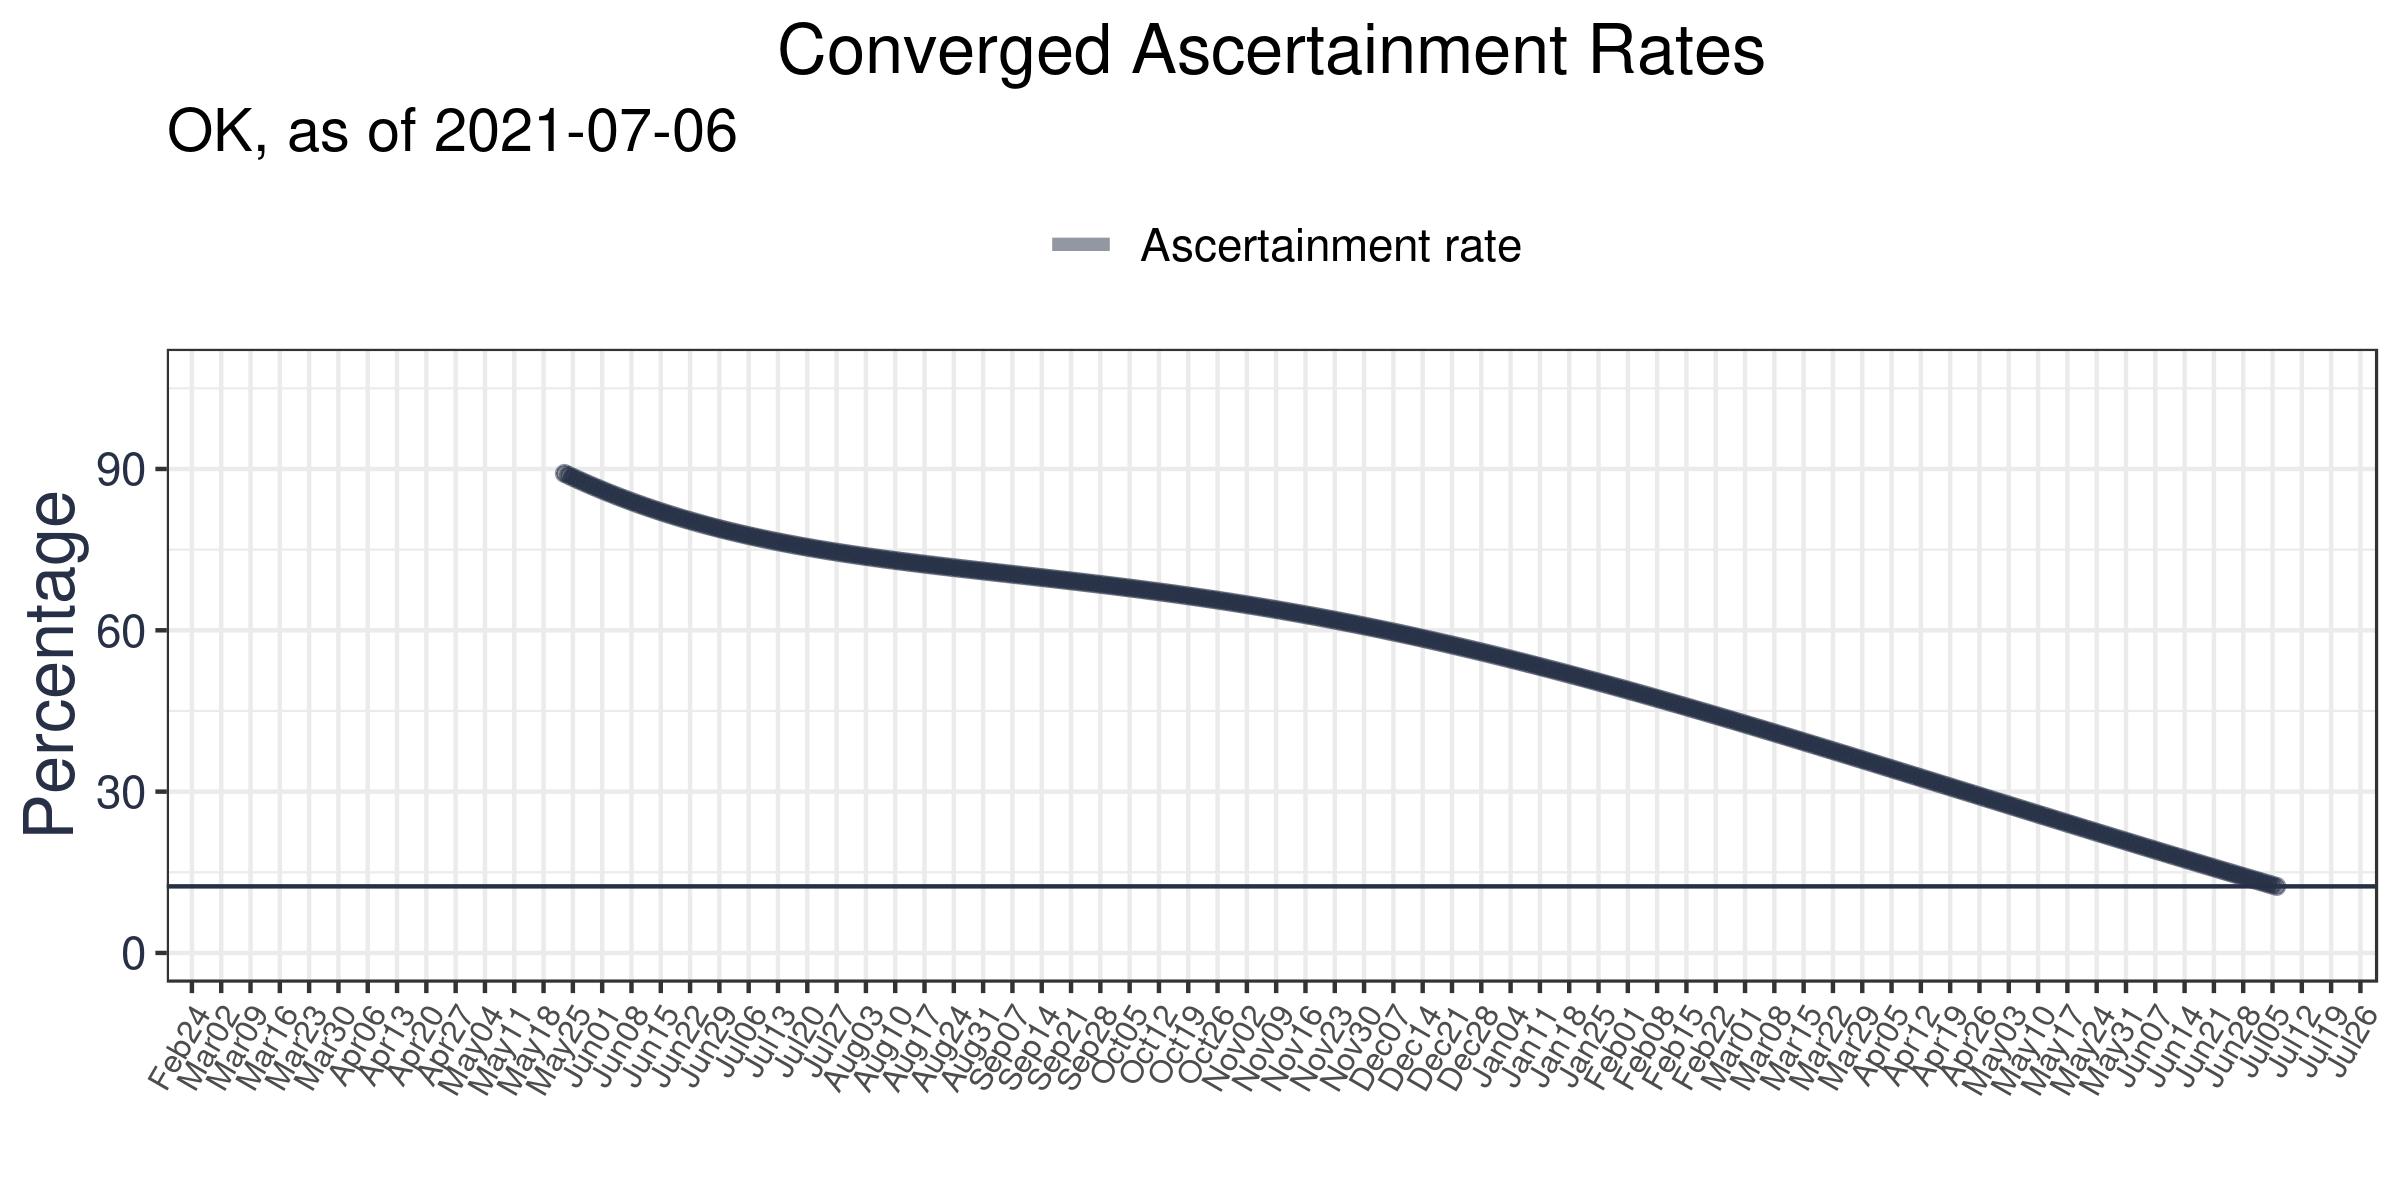 Converged Ascertainment Rates
OK, as of 2021-07-06
Ascertainment rate
Percentage
90
60
30
0
Feb24
Mar02
Mar09
Mar16
Mar23
Mar30
Apr06
Apr13
Apr20
Apr27
May04
May11
May18
May25
Jun01
Jun08
Jun15
Jun22
Jun29
Jul06
Jul13
Jul20
Jul27
Aug03
Aug10
Aug17
Aug24
Aug31
Sep07
Sep14
Sep21
Sep28
Oct05
Oct12
Oct19
Oct26
Nov02
Nov09
Nov16
Nov23
Nov30
Dec07
Dec14
Dec21
Dec28
Jan04
Jan11
Jan18
Jan25
Feb01
Feb08
Feb15
Feb22
Mar01
Mar08
Mar15
Mar22
Mar29
Apr05
Apr12
Apr19
Apr26
May03
May10
May17
May24
May31
Jun07
Jun14
Jun21
Jun28
Jul05
Jul12
Jul19
Jul26